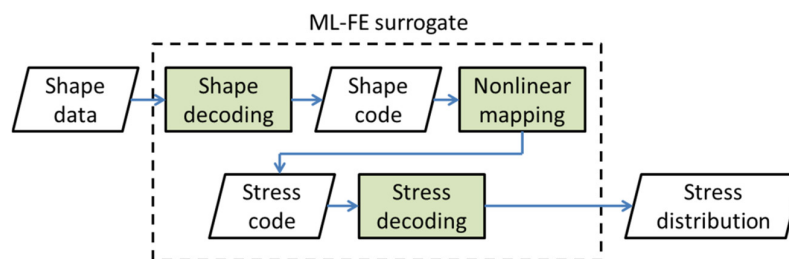 ML-FE surrogate
Shape
data
Shape
decoding
Shape
code
Nonlinear
mapping
Stress
code
Stress
decoding
Stress
distribution